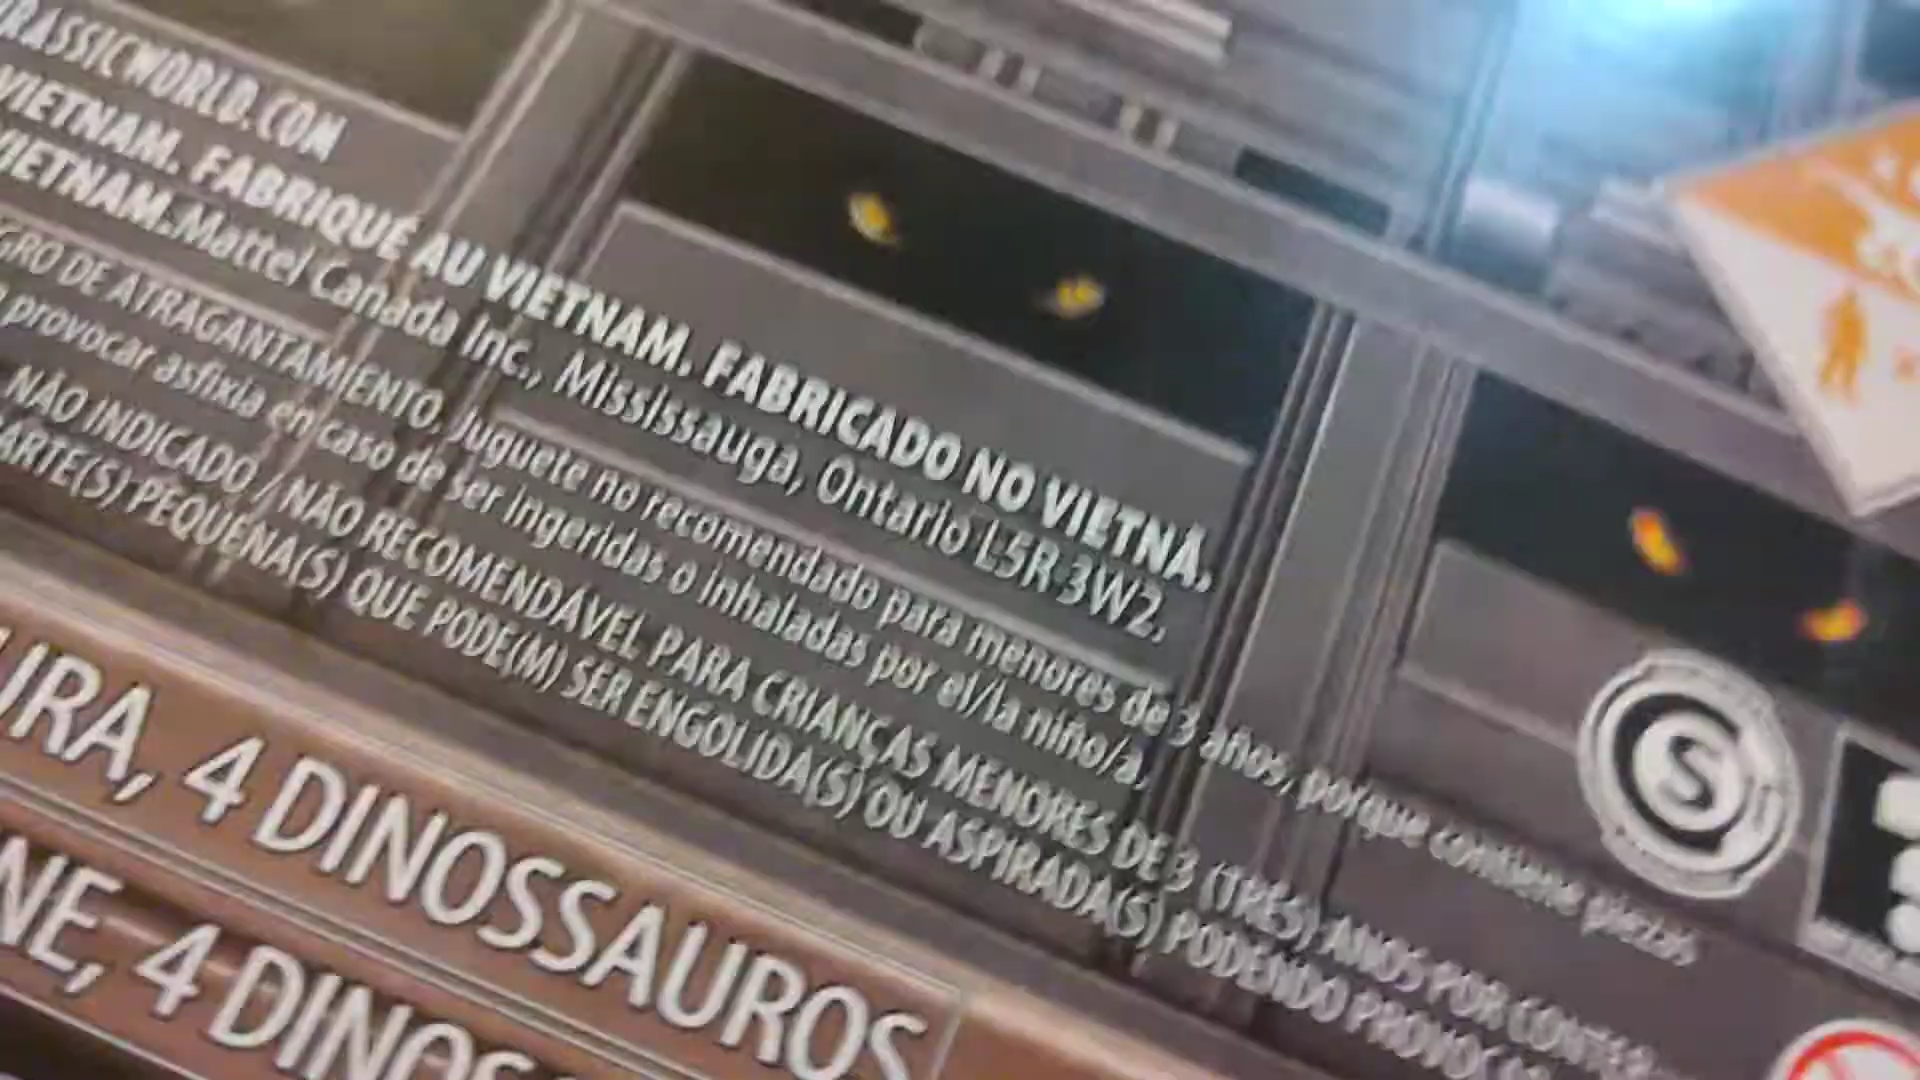 RASSICWORLD.COM
VIETNAM. FABRIQUÉ AU VIETNAM. FABRICADO NO VIETNÃ.
VIETNAM. Mattel Canada Inc., Mississauga, Ontario L5R 3W2,
GRO DE ATRAGANTAMIENTO. Juguete no recomendado para menores de 3 años, porque contiene piezas
provocar asfixia en caso de ser ingeridas o inhaladas por el/la niño/a,
NÃO INDICADO / NÃO RECOMENDÁVEL PARA CRIANÇAS MENORES DE 3 (TRÊS) ANOS POR CONTER
PARTE(S) PEQUENA(S) QUE PODE(M) SER ENGOLIDA(S) OU ASPIRADA(S) PODENDO PROVOCA
S
IRA, 4 DINOSSAUROS
NE, 4 DINOS